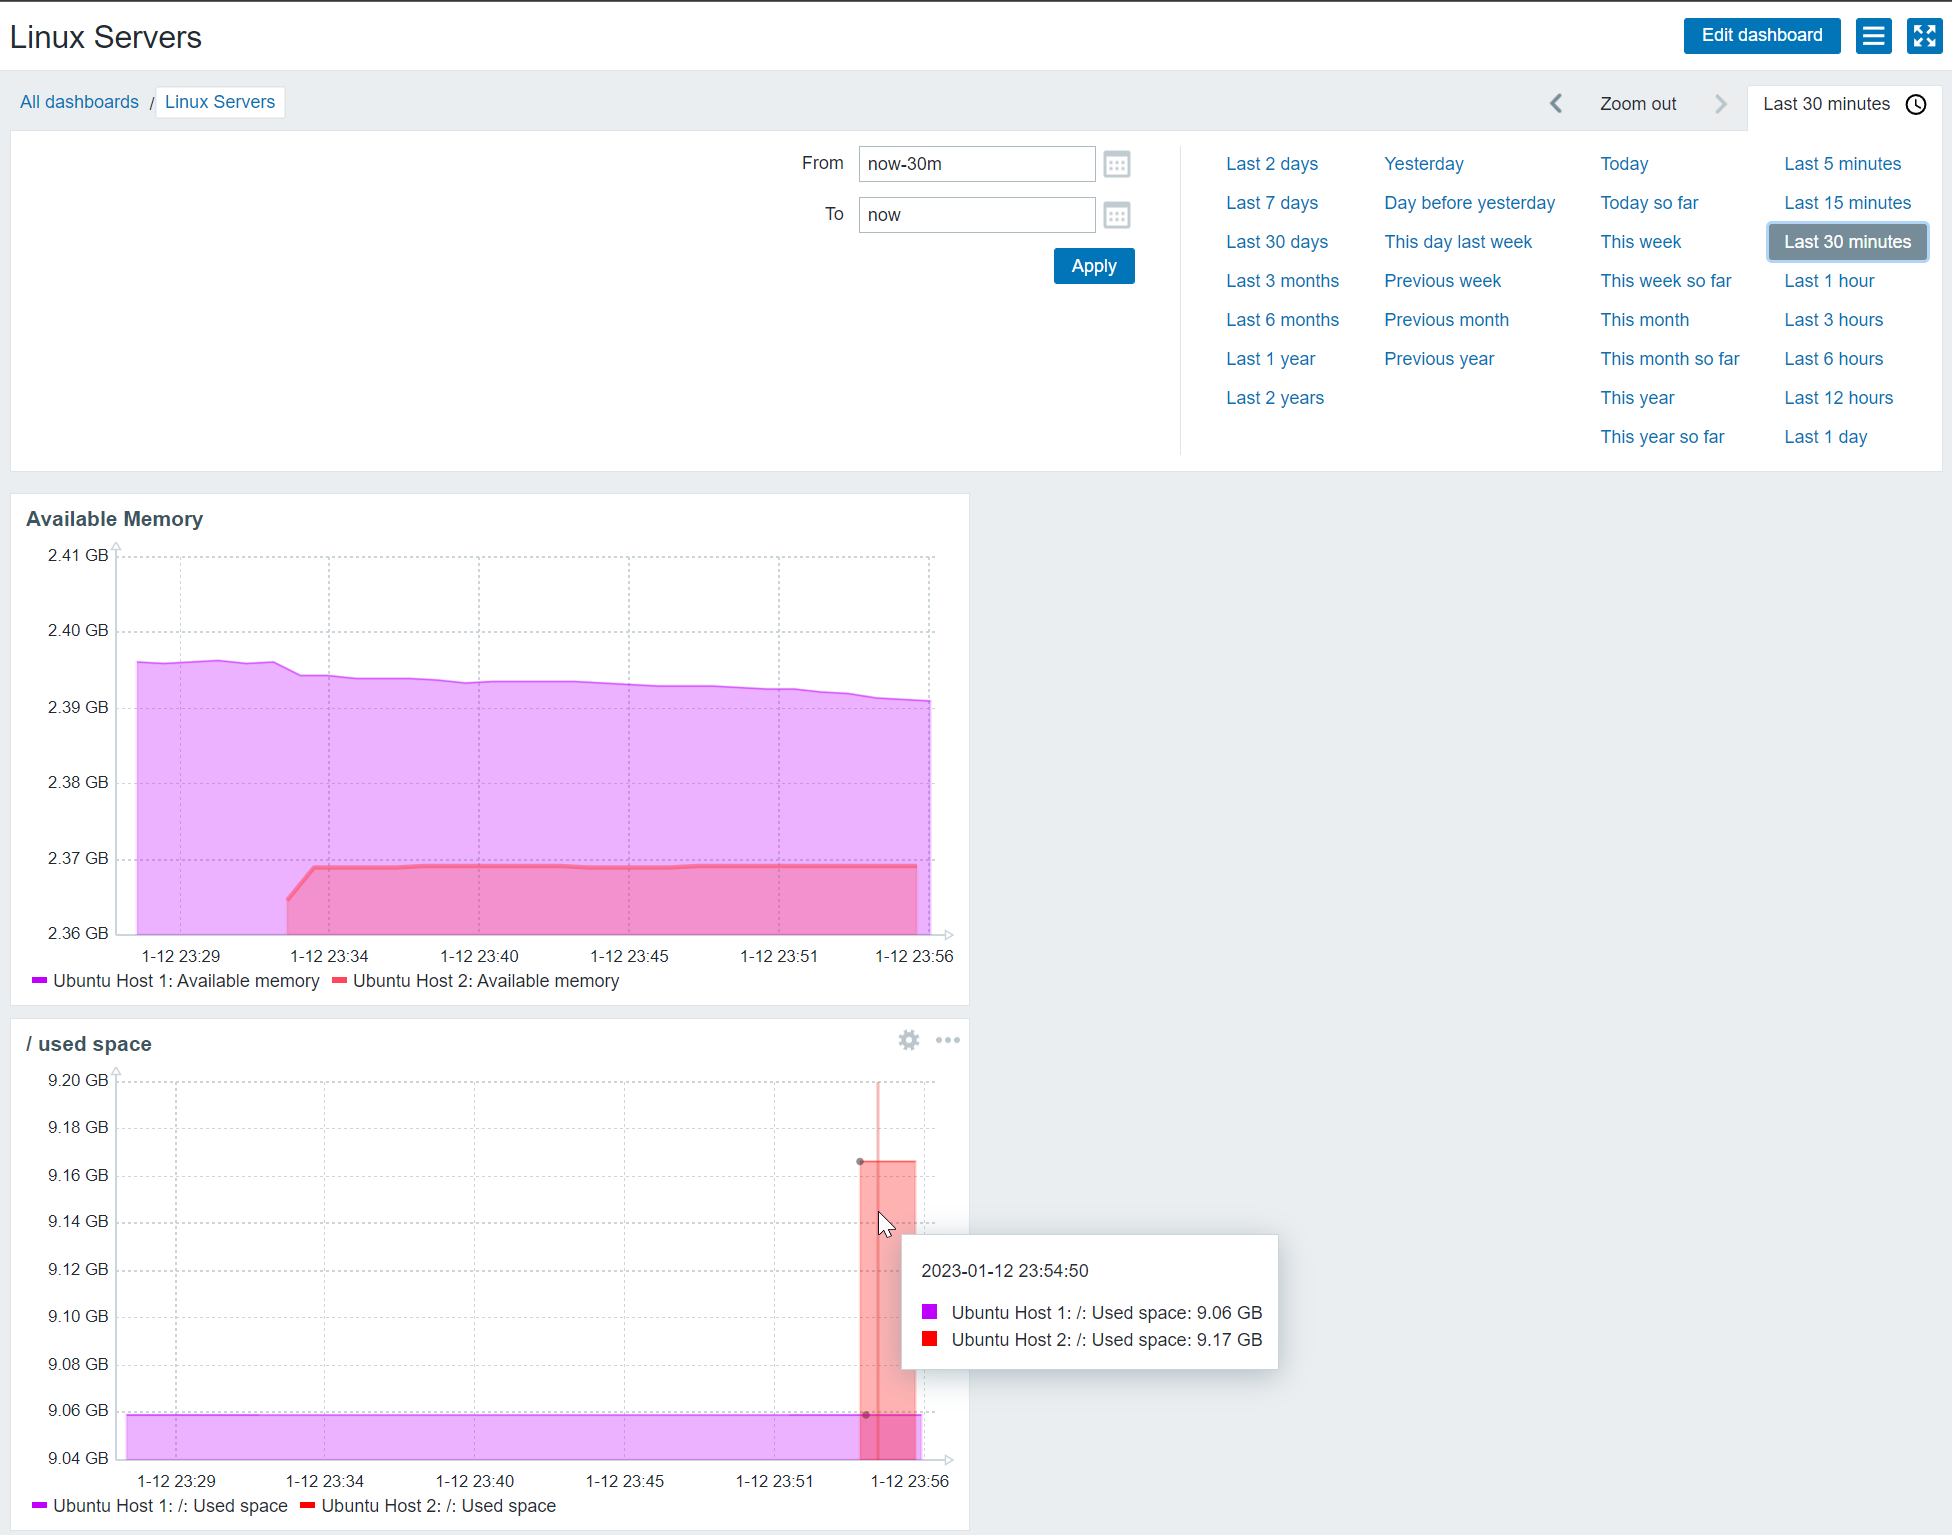 Linux Servers
Edit dashboard
All dashboards / Linux Servers
Zoom out
Last 30 minutes
From now-30m
To now
Apply
Last 2 days Yesterday Today Last 5 minutes
Last 7 days Day before yesterday Today so far Last 15 minutes
Last 30 days This day last week This week Last 30 minutes
Last 3 months Previous week This week so far Last 1 hour
Last 6 months Previous month This month Last 3 hours
Last 1 year Previous year This month so far Last 6 hours
Last 2 years This year Last 12 hours
This year so far Last 1 day
Available Memory
2.41 GB
2.40 GB
2.39 GB
2.38 GB
2.37 GB
2.36 GB
1-12 23:29 1-12 23:34 1-12 23:40 1-12 23:45 1-12 23:51 1-12 23:56
Ubuntu Host 1: Available memory Ubuntu Host 2: Available memory
/ used space
9.20 GB
9.18 GB
9.16 GB
9.14 GB
9.12 GB
9.10 GB
9.08 GB
9.06 GB
9.04 GB
2023-01-12 23:54:50
Ubuntu Host 1: /: Used space: 9.06 GB
Ubuntu Host 2: /: Used space: 9.17 GB
1-12 23:29 1-12 23:34 1-12 23:40 1-12 23:45 1-12 23:51 1-12 23:56
Ubuntu Host 1: /: Used space Ubuntu Host 2: /: Used space